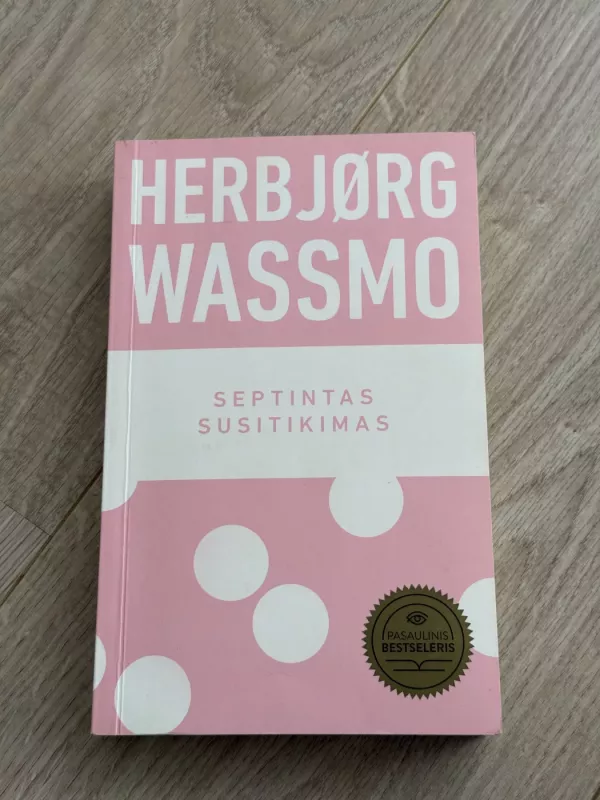 HERBJØRG
WASSMO
SEPTINTAS
SUSITIKIMAS
PASAULINIS
BESTSELERIS